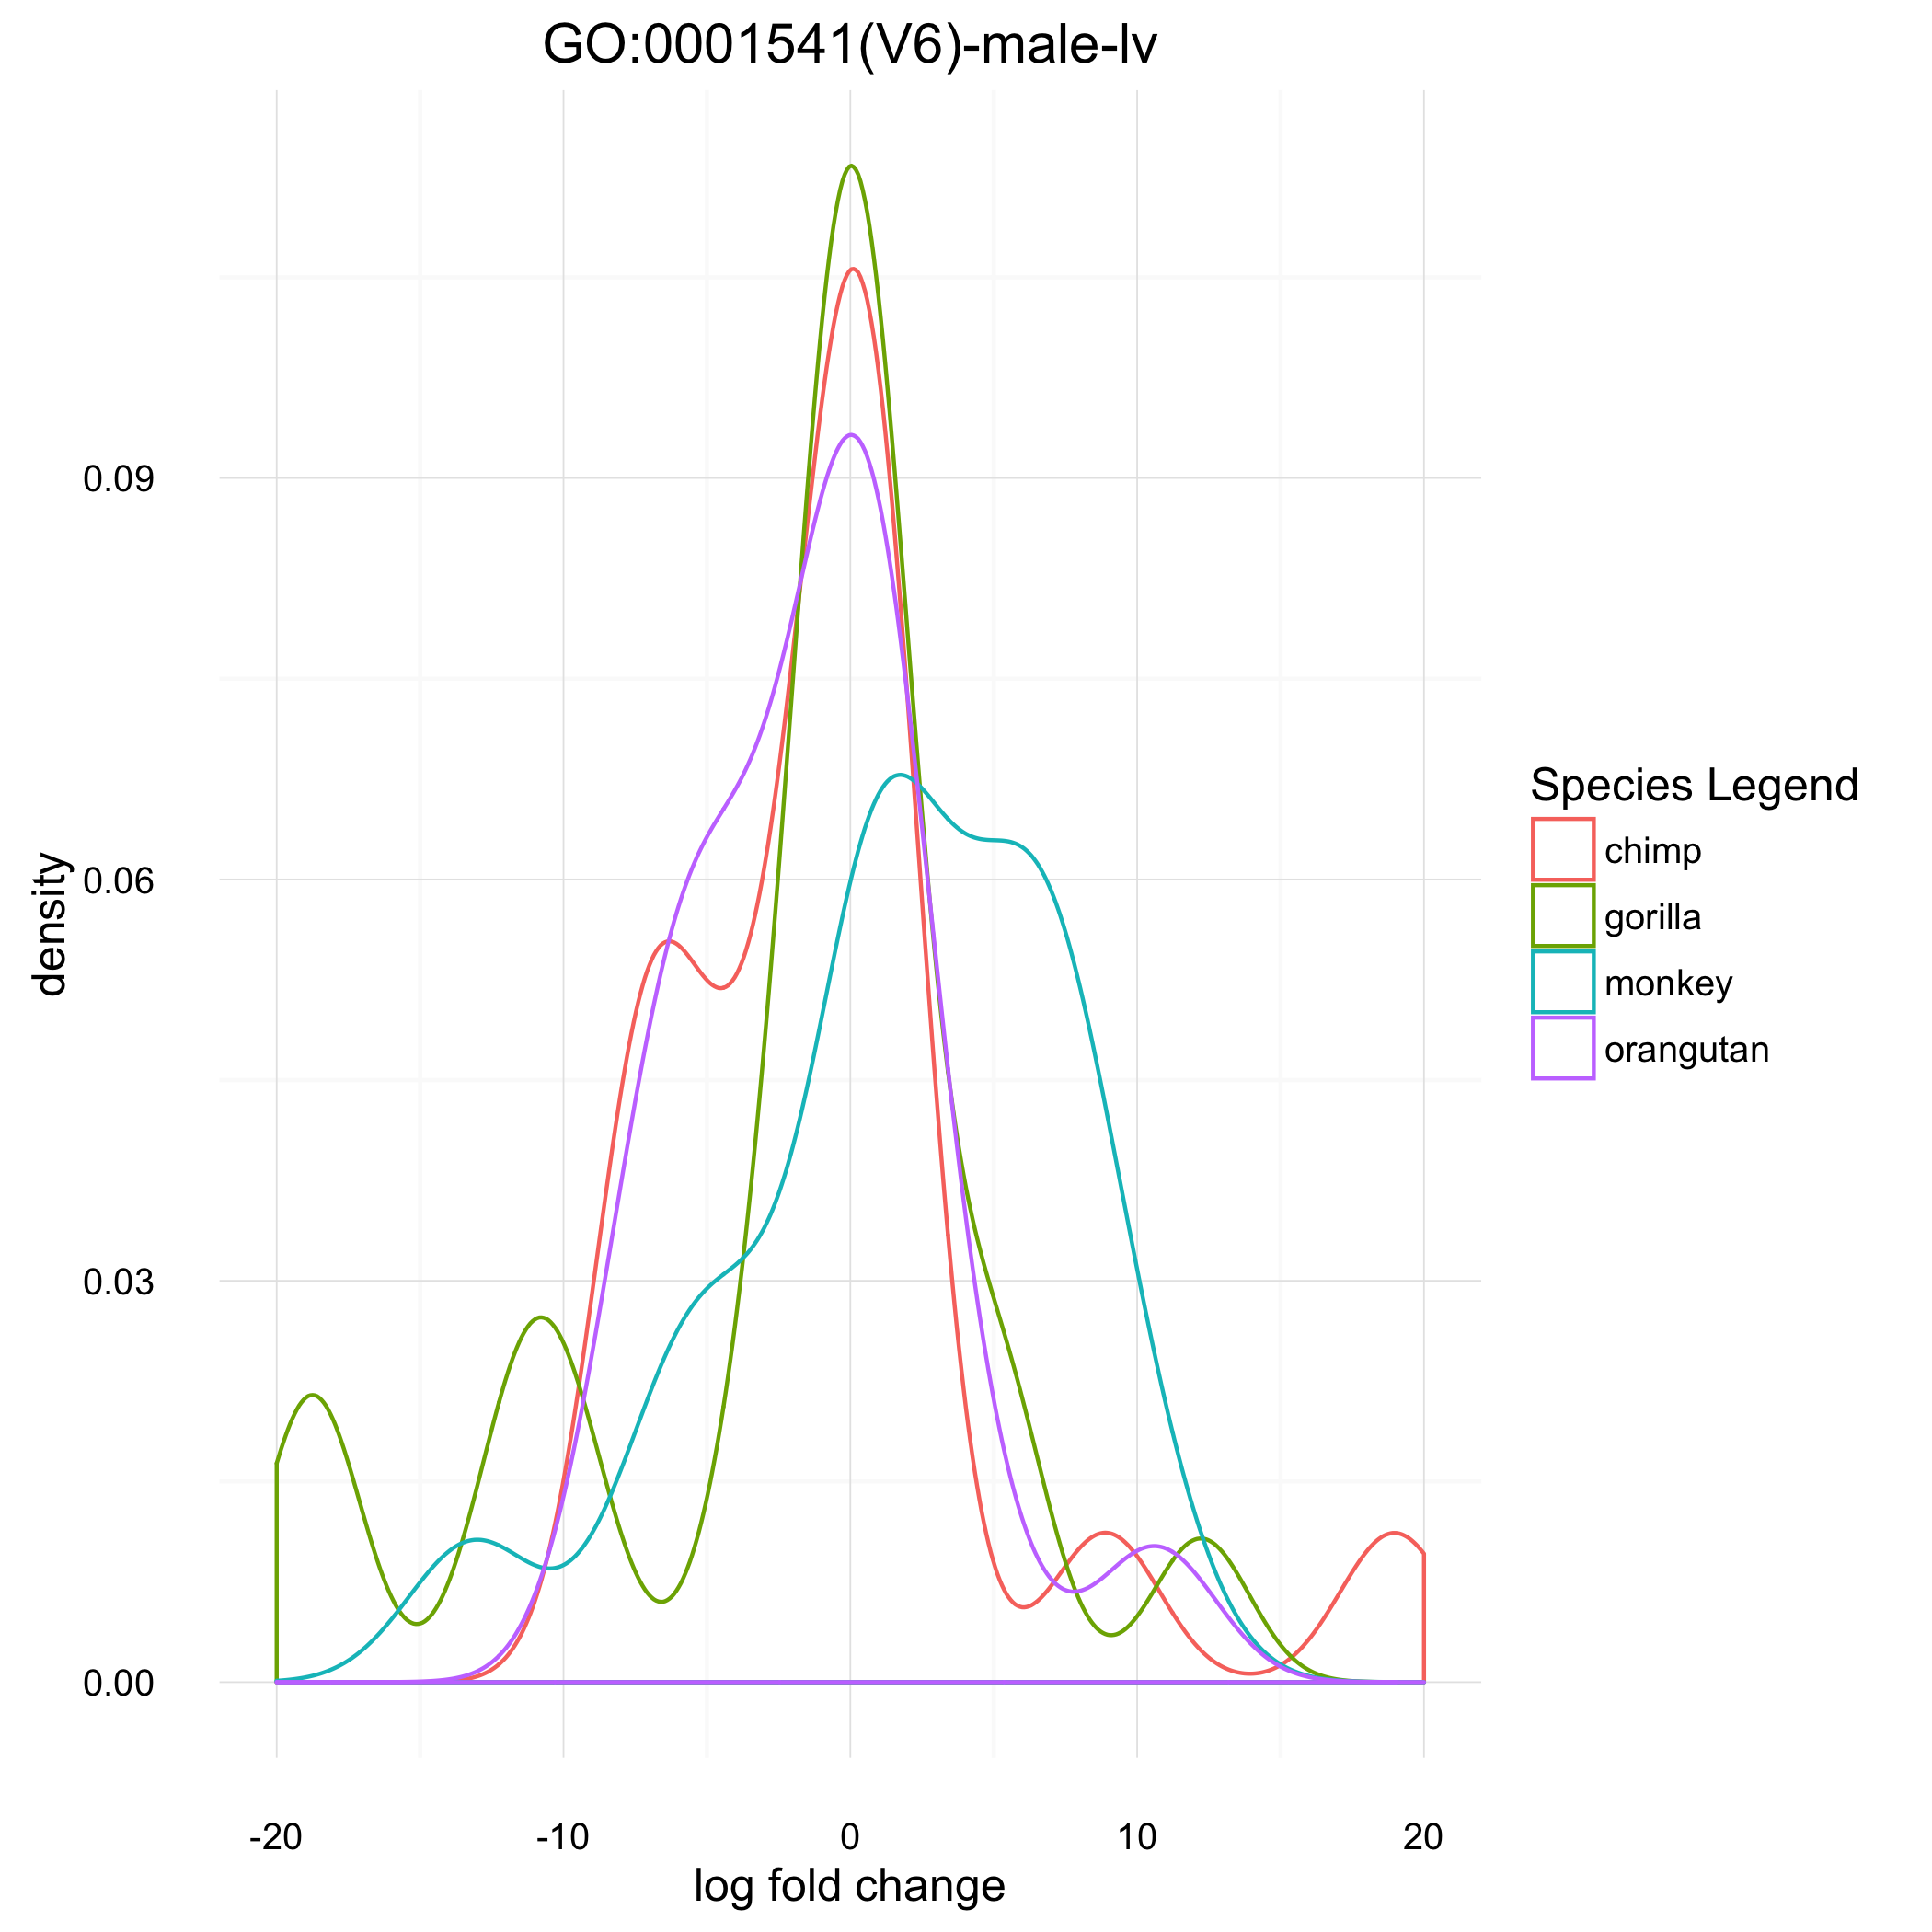 GO:0001541(V6)-male-lv
0.09
0.06
0.03
0.00
density
-20
-10
0
10
20
log fold change
Species Legend
chimp
gorilla
monkey
orangutan